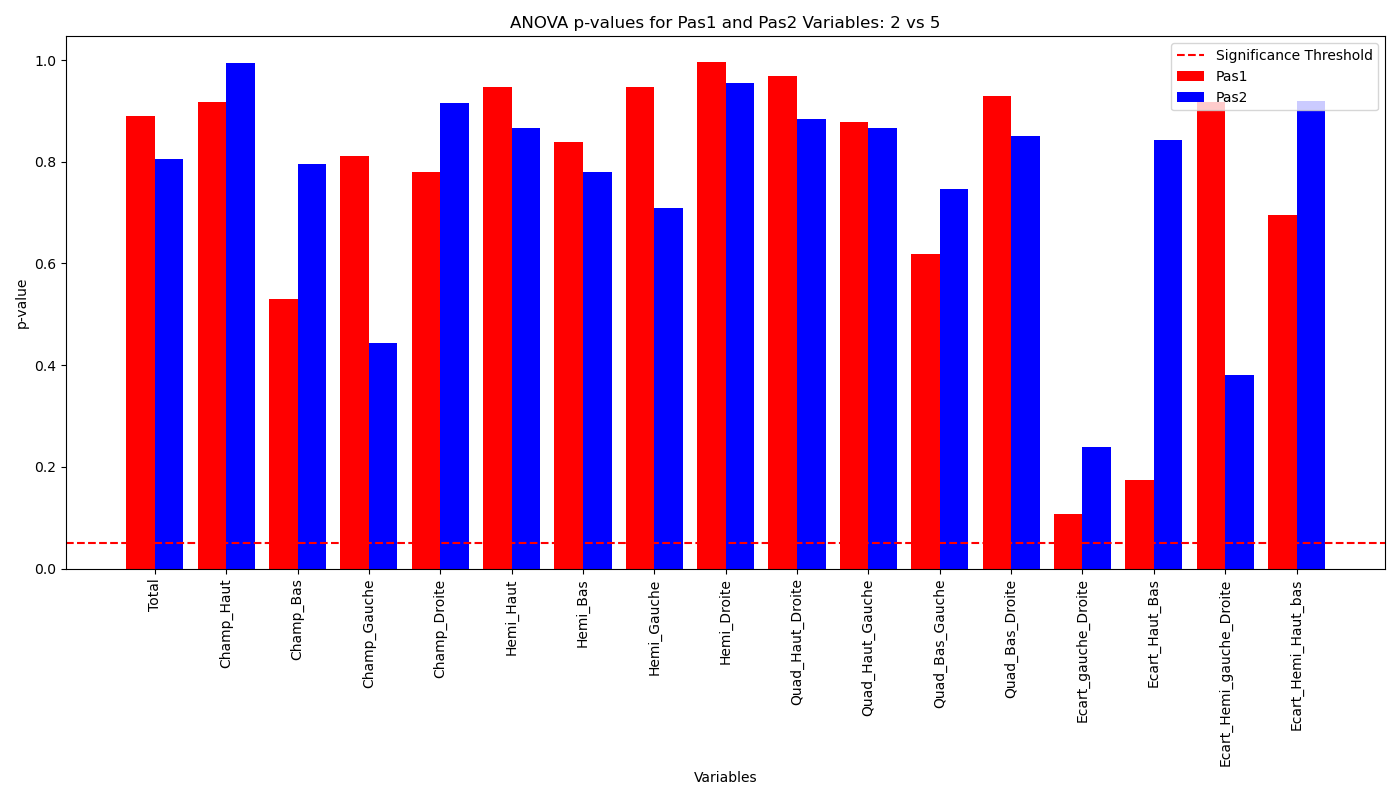 ANOVA p-values for Pas1 and Pas2 Variables: 2 vs 5
Significance Threshold
Pas1
Pas2
p-value
1.0
0.8
0.6
0.4
0.2
0.0
Total
Champ_Haut
Champ_Bas
Champ_Gauche
Champ_Droite
Hemi_Haut
Hemi_Bas
Hemi_Gauche
Hemi_Droite
Quad_Haut_Droite
Quad_Haut_Gauche
Quad_Bas_Gauche
Quad_Bas_Droite
Ecart_gauche_Droite
Ecart_Haut_Bas
Ecart_Hemi_gauche_Droite
Ecart_Hemi_Haut_bas
Variables